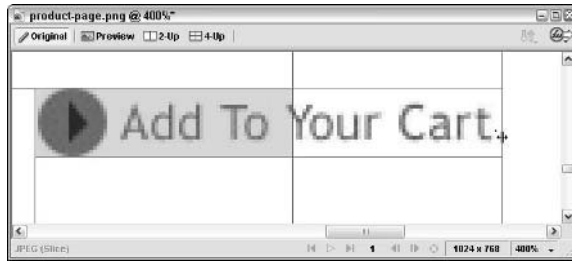 product-page.png @ 400%*
Original Preview 2-Up 4-Up
Add To Your Cart
JPEG (Slice) 1 1024 x 768 400%